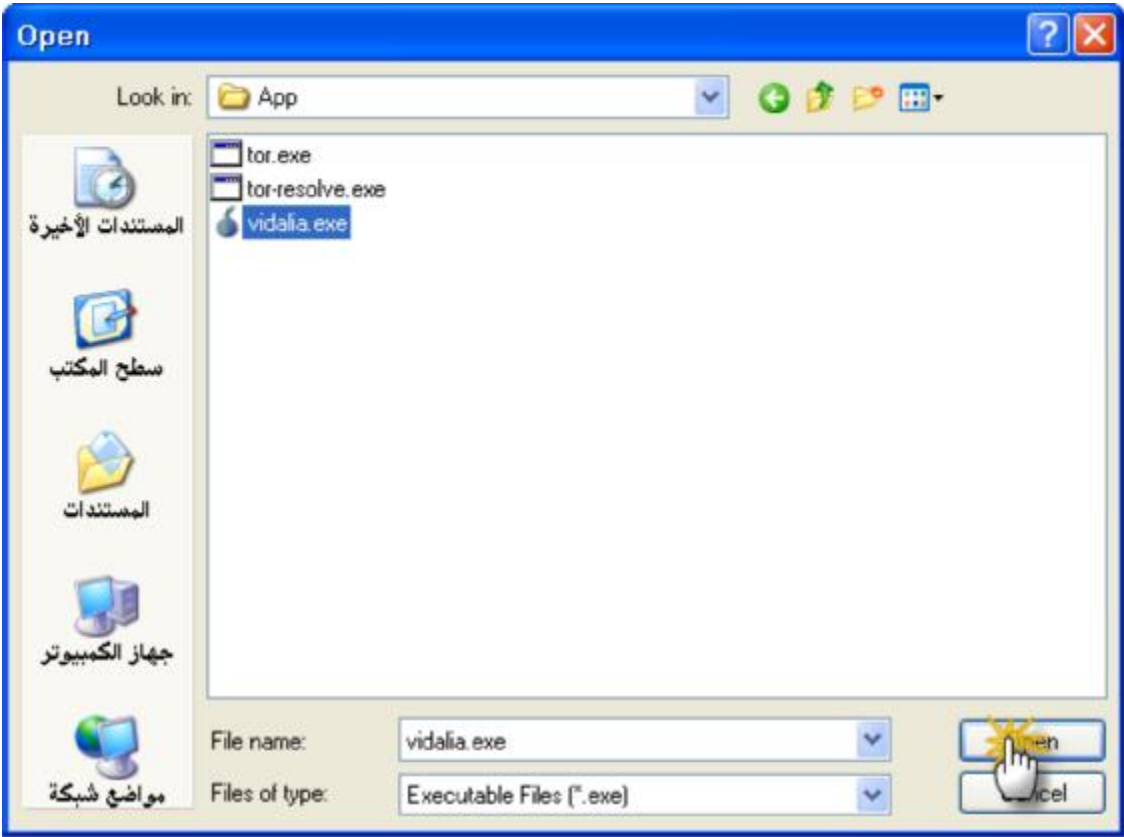 Open
Look in:
App
tor.exe
tor-resolve.exe
vidalia.exe
المستندات الأخيرة
سطح المكتب
المستندات
جهاز الكمبيوتر
مواضع شبكة
File name:
vidalia.exe
Files of type:
Executable Files (*.exe)